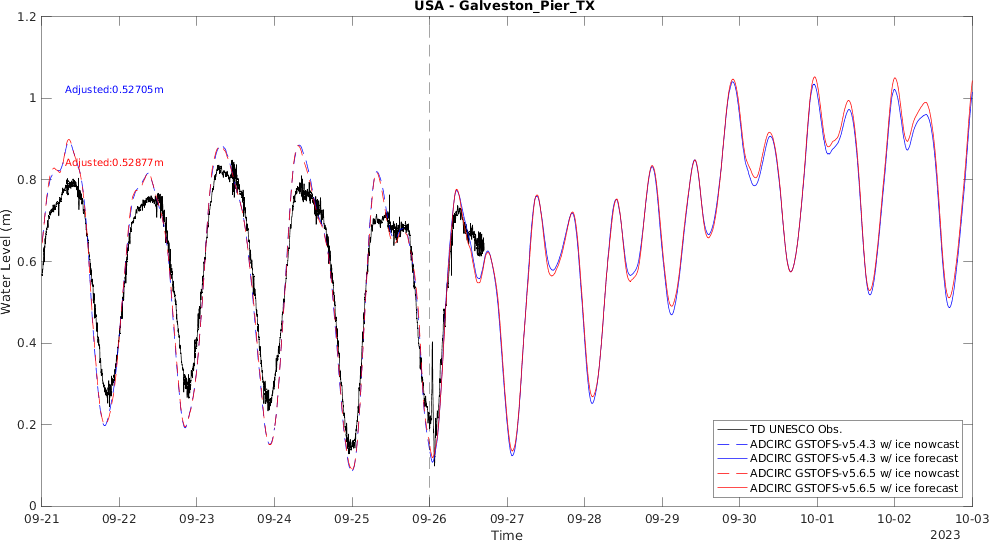 USA - Galveston_Pier_TX
1.2
1
0.8
0.6
0.4
0.2
0
Water Level (m)
Adjusted:0.52705m
Adjusted:0.52877m
TD UNESCO Obs.
ADCIRC GSTOFS-v5.4.3 w/ ice nowcast
ADCIRC GSTOFS-v5.4.3 w/ ice forecast
ADCIRC GSTOFS-v5.6.5 w/ ice nowcast
ADCIRC GSTOFS-v5.6.5 w/ ice forecast
09-21 09-22 09-23 09-24 09-25 09-26 09-27 09-28 09-29 09-30 10-01 10-02 10-03
Time
2023